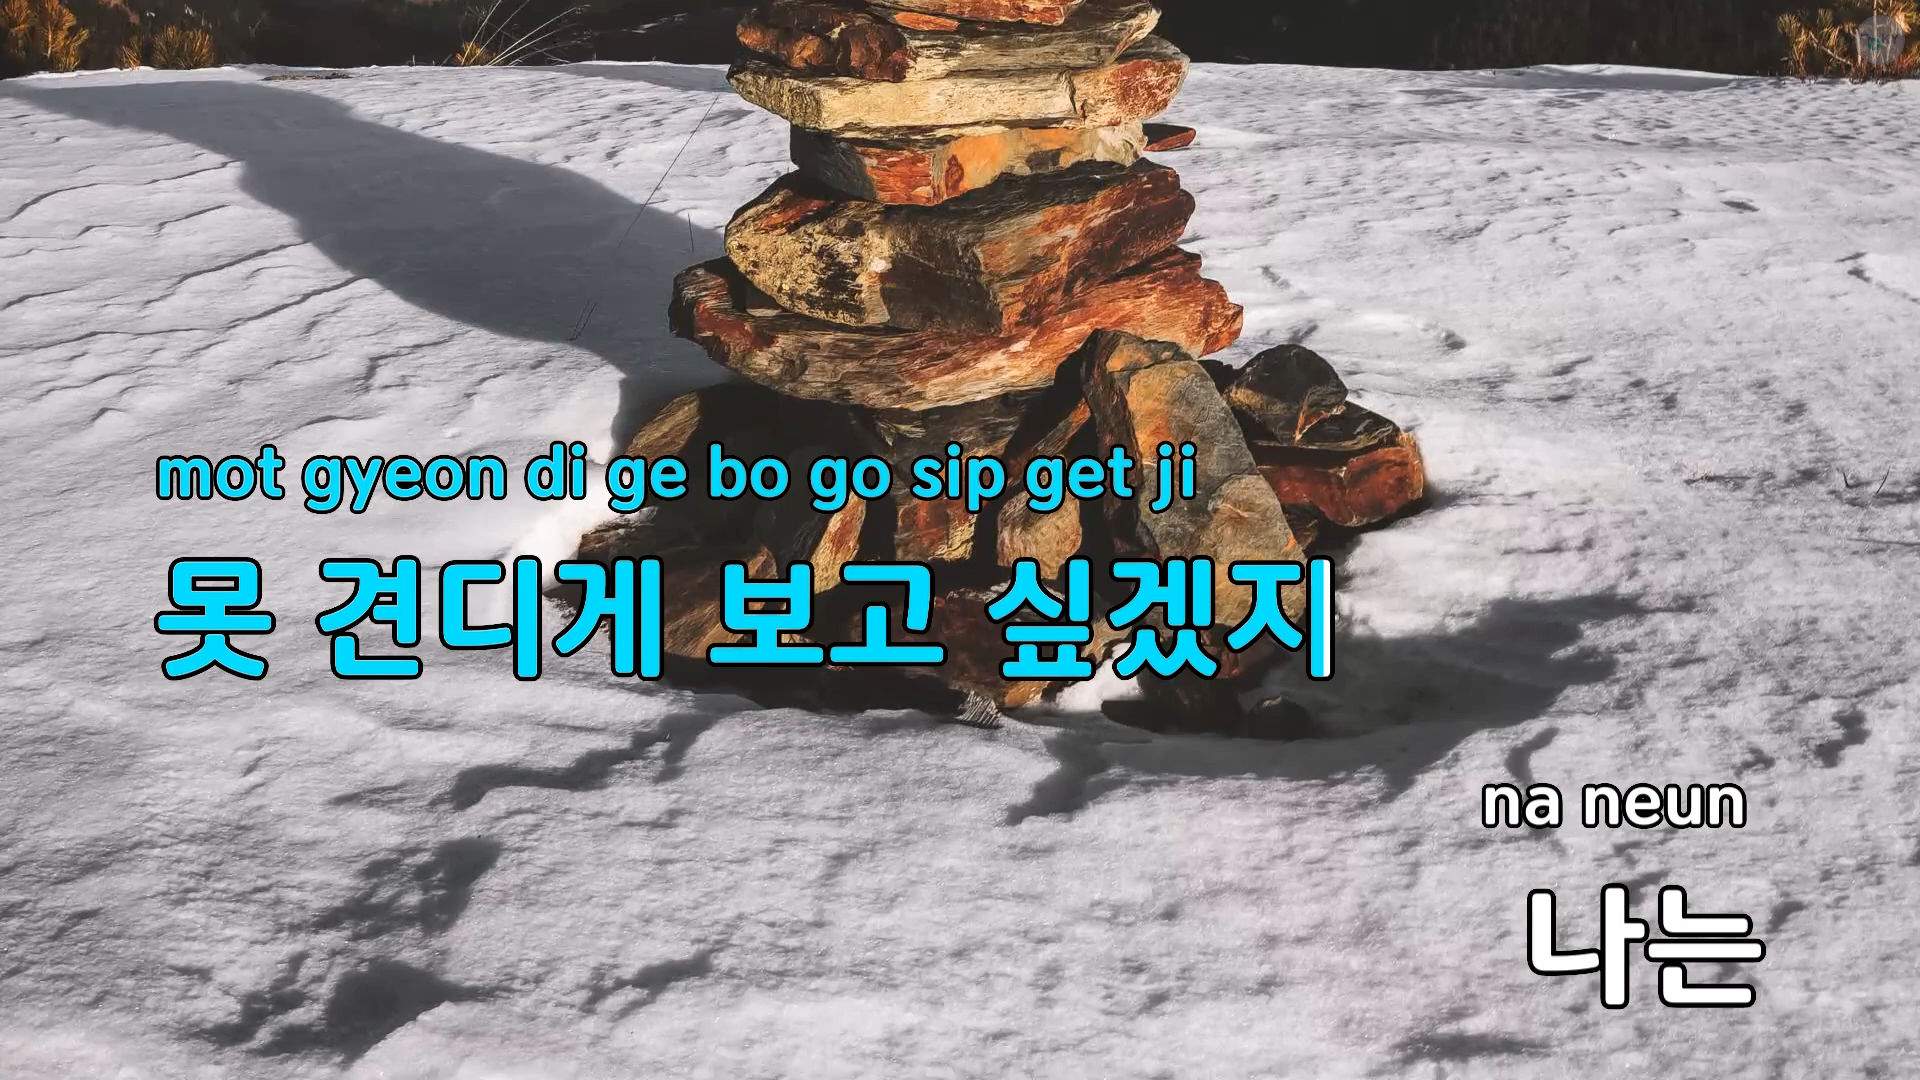 mot gyeon di ge bo go sip get ji
못 견디게 보고 싶겠지
na neun
나는